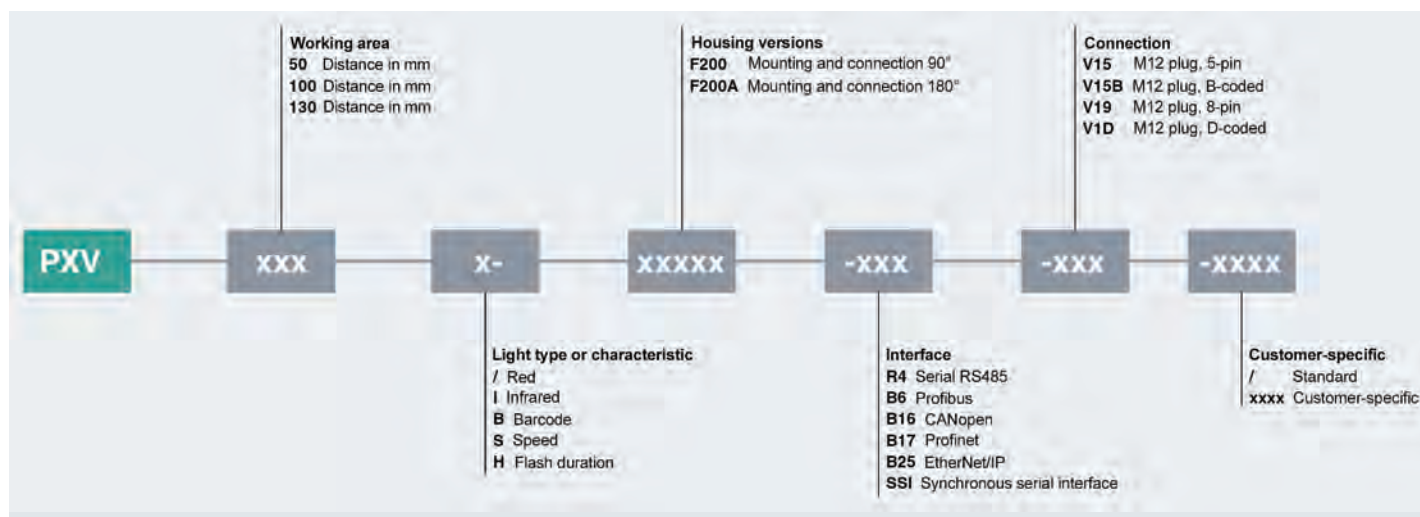 Working area
50 Distance in mm
100 Distance in mm
130 Distance in mm
Housing versions
F200 Mounting and connection 90°
F200A Mounting and connection 180°
Connection
V15 M12 plug, 5-pin
V15B M12 plug, B-coded
V19 M12 plug, 8-pin
V1D M12 plug, D-coded
PXV xxx x- xxxxx -xxx -xxx -xxxx
Light type or characteristic
/ Red
I Infrared
B Barcode
S Speed
H Flash duration
Interface
R4 Serial RS485
B6 Profibus
B16 CANopen
B17 Profinet
B25 EtherNet/IP
SSI Synchronous serial interface
Customer-specific
/ Standard
xxxx Customer-specific